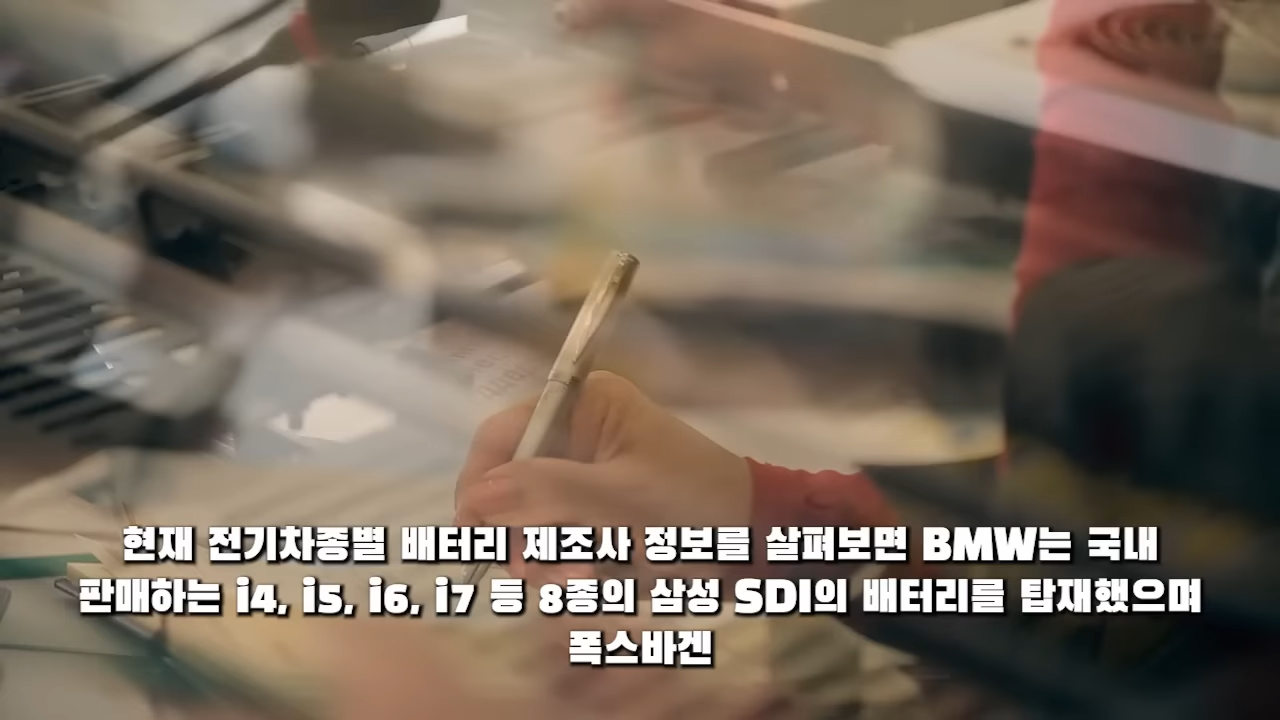 현재 전기차종별 배터리 제조사 정보를 살펴보면 BMW는 국내
판매하는 i4, i5, i6, i7 등 8종의 삼성 SDI의 배터리를 탑재했으며
폭스바겐